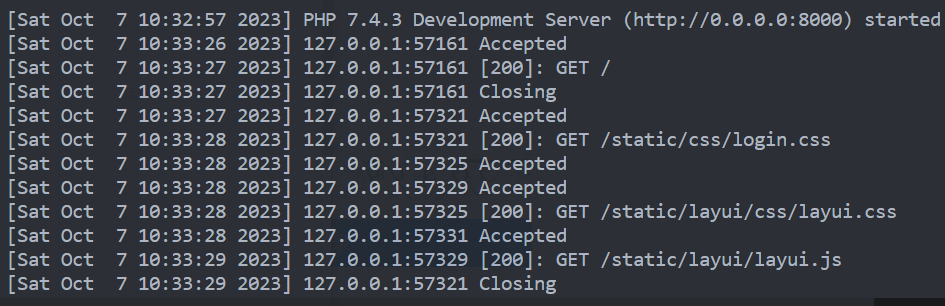 [Sat Oct  7 10:32:57 2023] PHP 7.4.3 Development Server (http://0.0.0.0:8000) started
[Sat Oct  7 10:33:26 2023] 127.0.0.1:57161 Accepted
[Sat Oct  7 10:33:27 2023] 127.0.0.1:57161 [200]: GET /
[Sat Oct  7 10:33:27 2023] 127.0.0.1:57161 Closing
[Sat Oct  7 10:33:27 2023] 127.0.0.1:57321 Accepted
[Sat Oct  7 10:33:28 2023] 127.0.0.1:57321 [200]: GET /static/css/login.css
[Sat Oct  7 10:33:28 2023] 127.0.0.1:57325 Accepted
[Sat Oct  7 10:33:28 2023] 127.0.0.1:57329 Accepted
[Sat Oct  7 10:33:28 2023] 127.0.0.1:57325 [200]: GET /static/layui/css/layui.css
[Sat Oct  7 10:33:28 2023] 127.0.0.1:57331 Accepted
[Sat Oct  7 10:33:29 2023] 127.0.0.1:57329 [200]: GET /static/layui/layui.js
[Sat Oct  7 10:33:29 2023] 127.0.0.1:57321 Closing